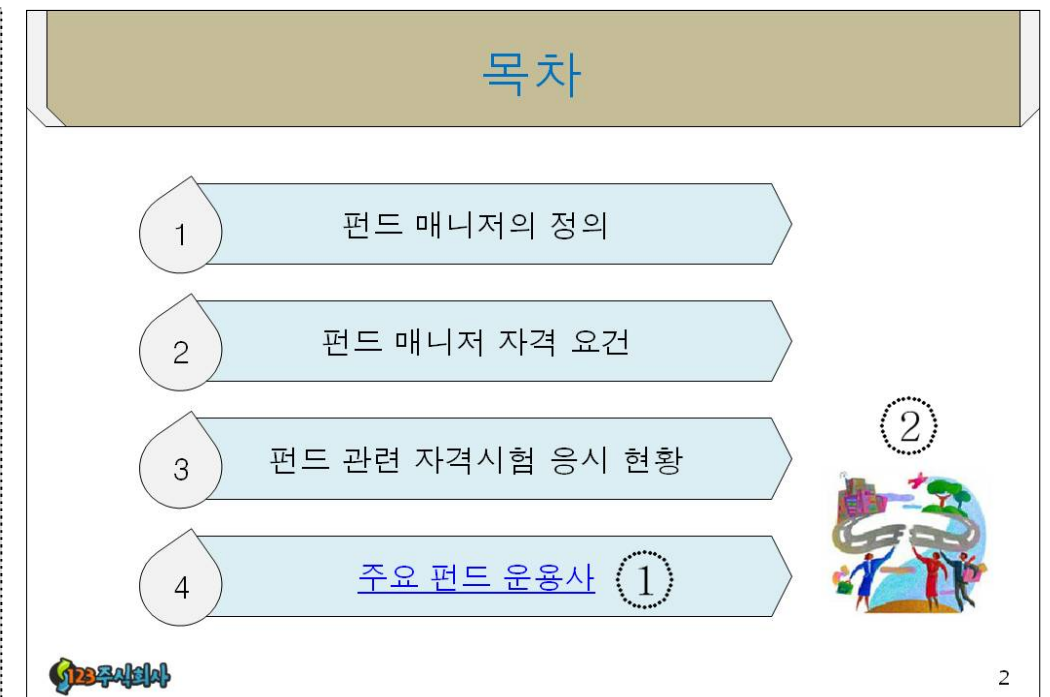 목차
1 펀드 매니저의 정의
2 펀드 매니저 자격 요건
3 펀드 관련 자격시험 응시 현황
②
4 주요 펀드 운용사 ①
123주식회사
2